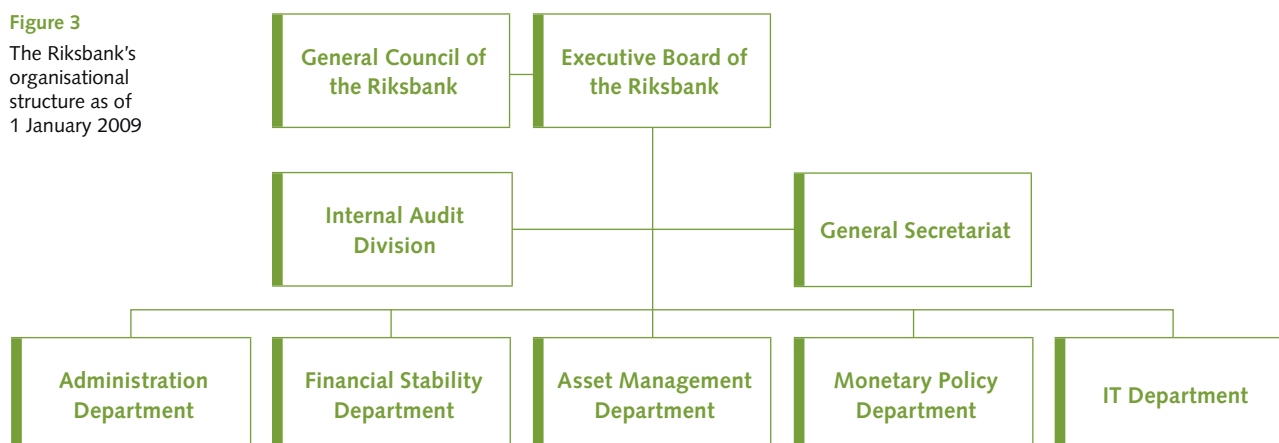 Figure 3
The Riksbank's
organisational
structure as of
1 January 2009
General Council of
the Riksbank
Executive Board of
the Riksbank
Internal Audit
Division
General Secretariat
Administration
Department
Financial Stability
Department
Asset Management
Department
Monetary Policy
Department
IT Department